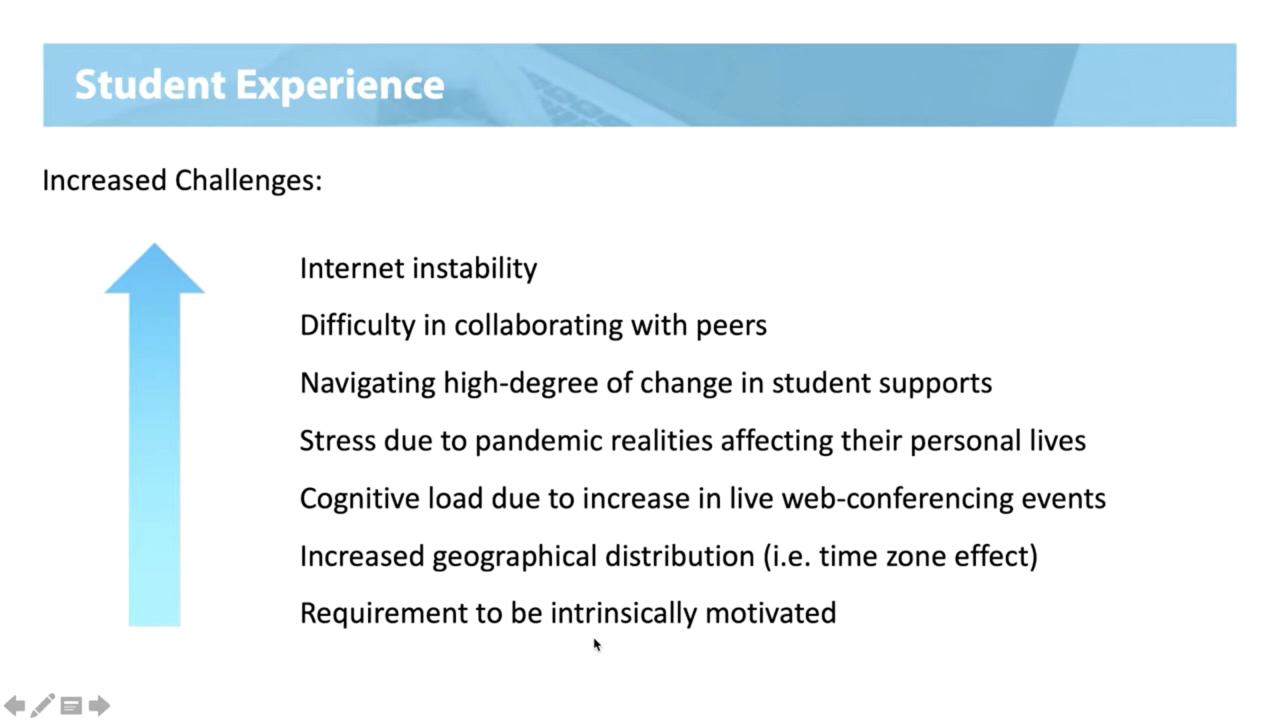 Student Experience
Increased Challenges:
Internet instability
Difficulty in collaborating with peers
Navigating high-degree of change in student supports
Stress due to pandemic realities affecting their personal lives
Cognitive load due to increase in live web-conferencing events
Increased geographical distribution (i.e. time zone effect)
Requirement to be intrinsically motivated